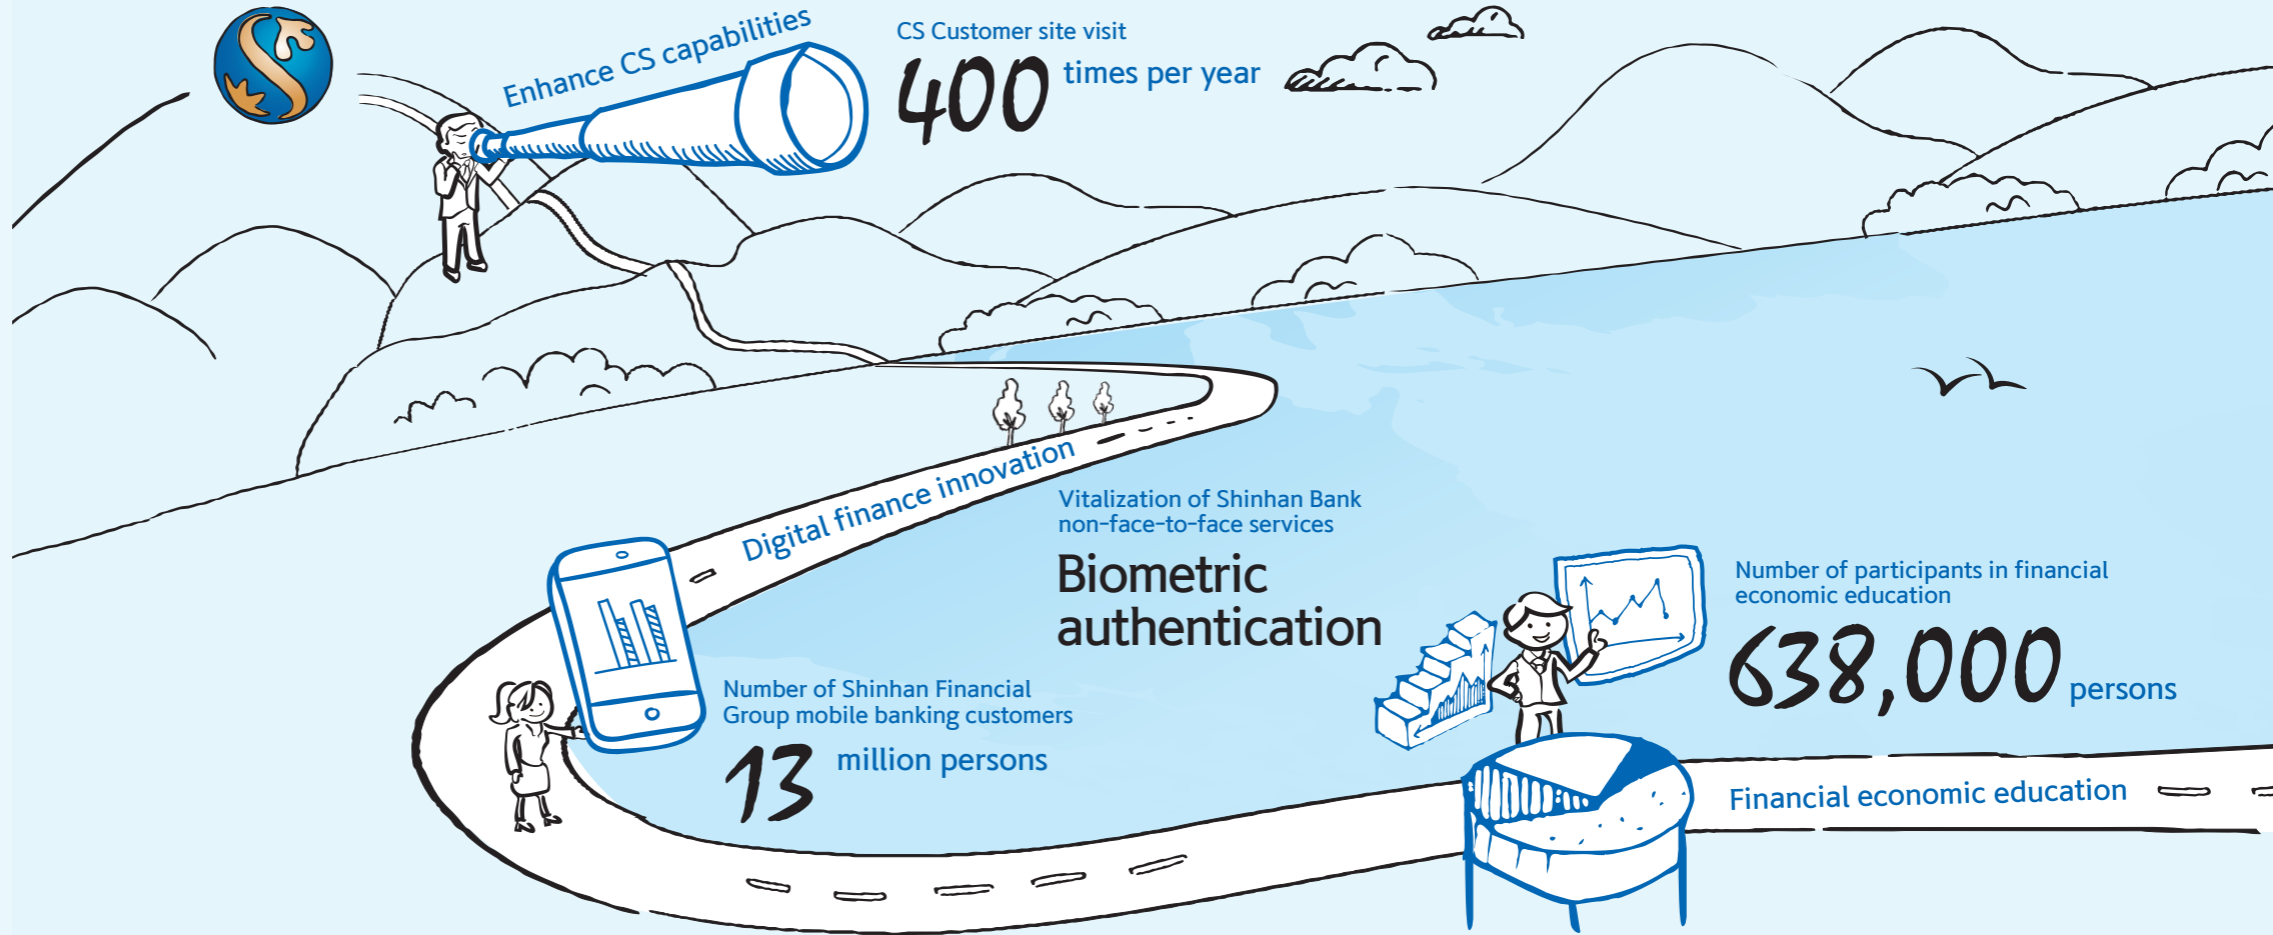 Enhance CS capabilities
CS Customer site visit
400 times per year
Digital finance innovation
Vitalization of Shinhan Bank
non-face-to-face services
Biometric
authentication
Number of Shinhan Financial
Group mobile banking customers
13 million persons
Number of participants in financial
economic education
638,000 persons
Financial economic education